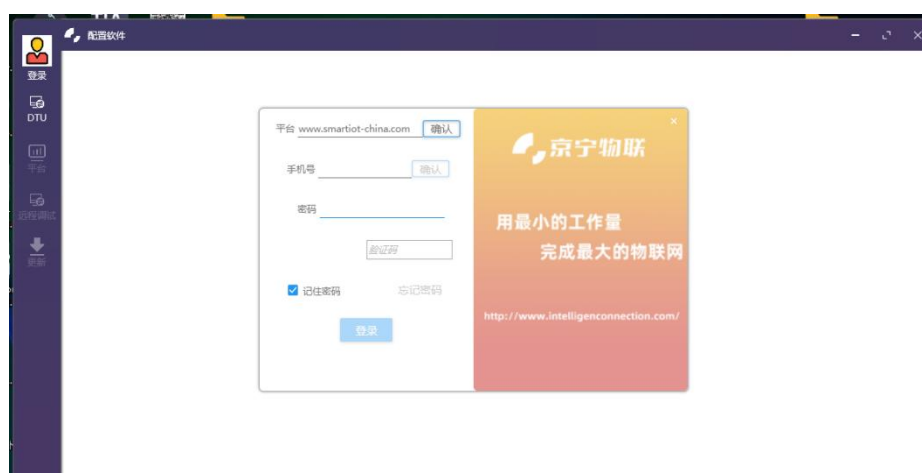 配置软件
登录
DTU
平台
远程调试
更新
平台 www.smartiot-china.com 确认
手机号 确认
密码
验证码
记住密码 忘记密码
登录
京宁物联
用最小的工作量
完成最大的物联网
http://www.intelligenconnection.com/